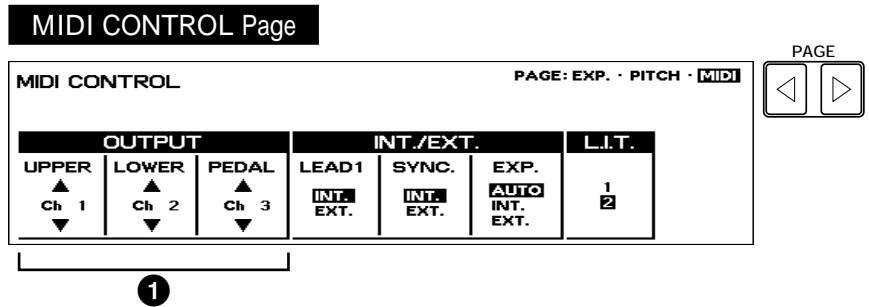 MIDI CONTROL Page
PAGE
MIDI CONTROL
PAGE: EXP. · PITCH · MIDI
OUTPUT INT./EXT. L.I.T.
UPPER LOWER PEDAL LEAD1 SYNC. EXP.
Ch 1 Ch 2 Ch 3
INT. INT. AUTO 1
EXT. EXT. INT. 2
EXT.
1